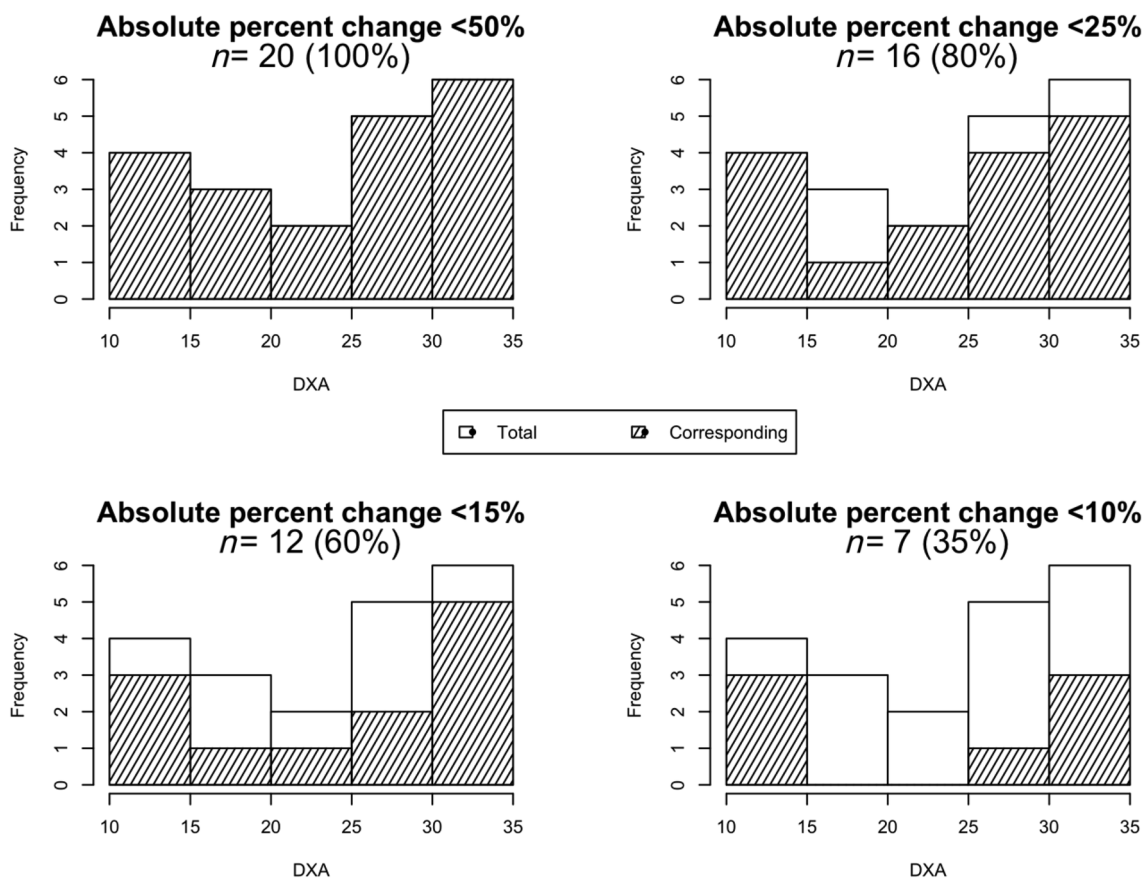 Absolute percent change <50%
n= 20 (100%)
Frequency
6
5
4
3
2
1
0
10 15 20 25 30 35
DXA
Absolute percent change <25%
n= 16 (80%)
Frequency
6
5
4
3
2
1
0
10 15 20 25 30 35
DXA
Total Corresponding
Absolute percent change <15%
n= 12 (60%)
Frequency
6
5
4
3
2
1
0
10 15 20 25 30 35
DXA
Absolute percent change <10%
n= 7 (35%)
Frequency
6
5
4
3
2
1
0
10 15 20 25 30 35
DXA